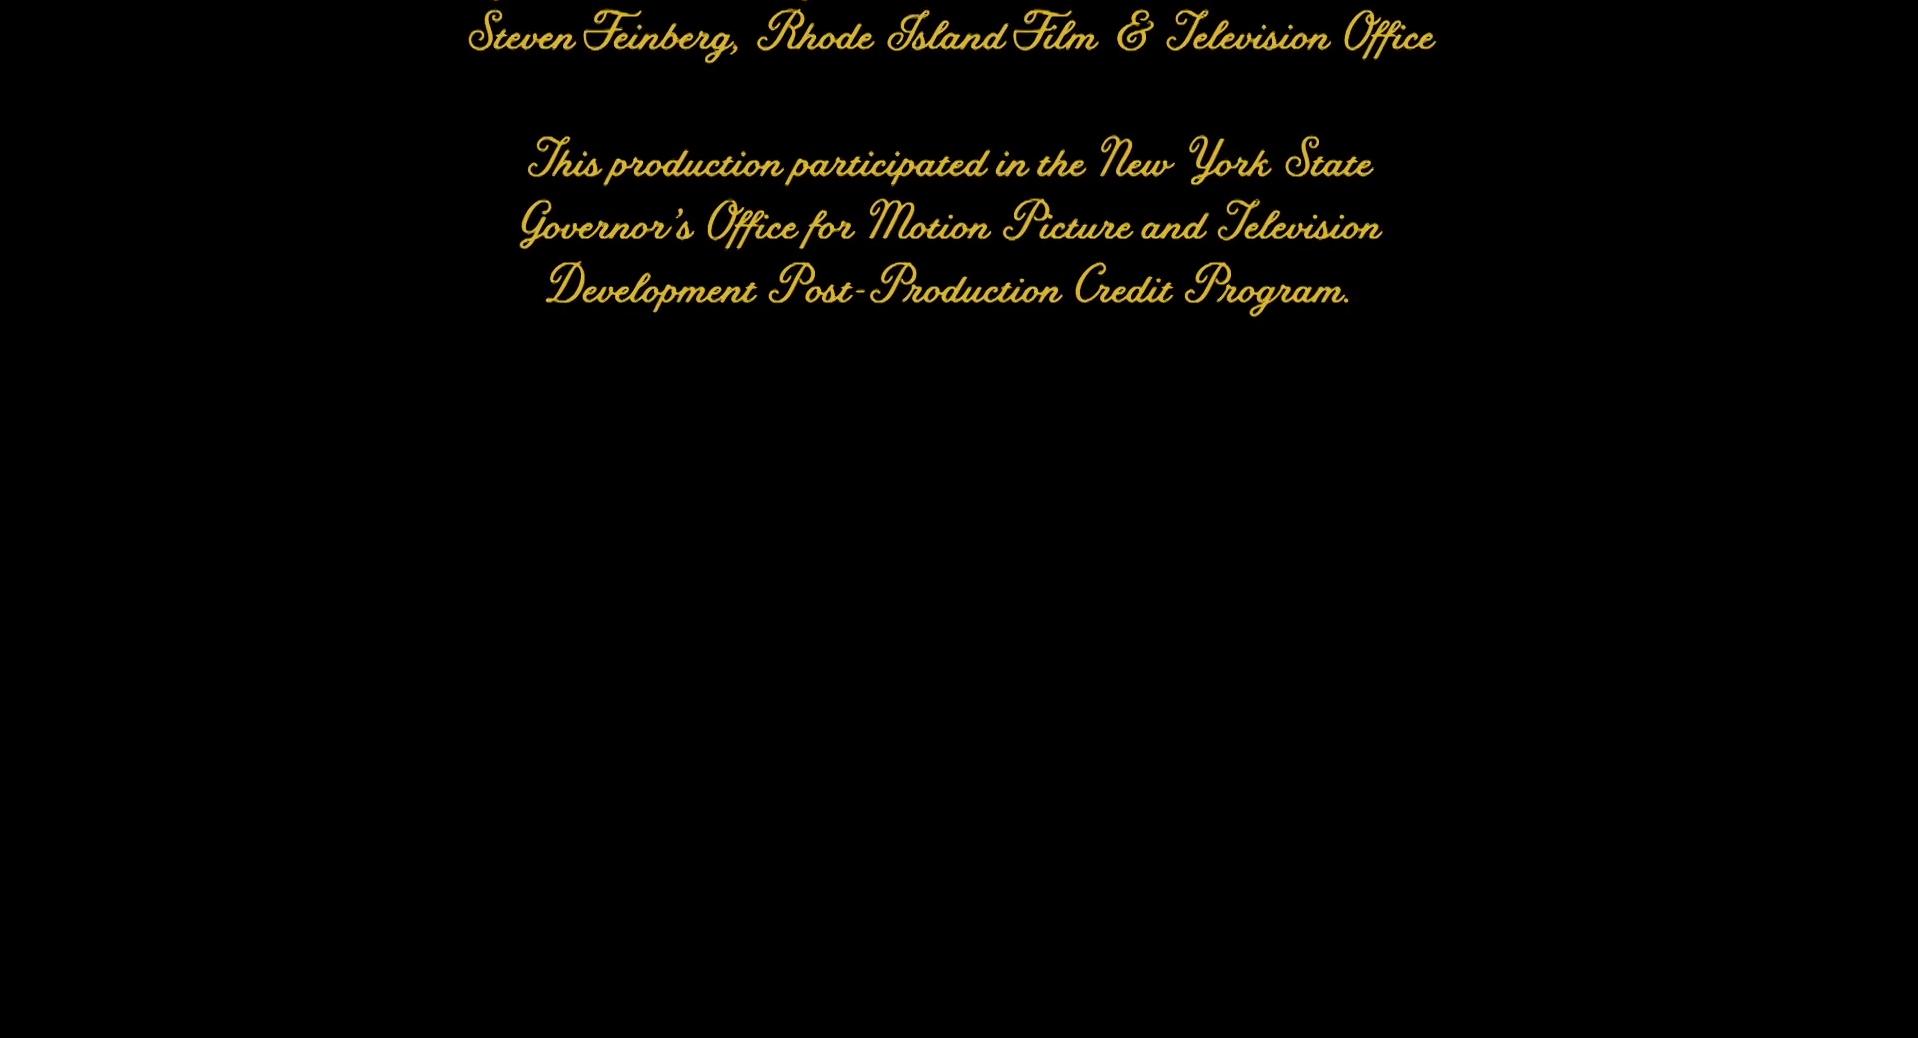 Steven Feinberg, Rhode Island Film & Television Office
This production participated in the New York State
Governor's Office for Motion Picture and Television
Development Post-Production Credit Program.